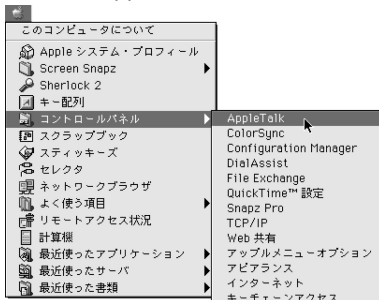 このコンピュータについて
Apple システム・プロフィール
Screen Snapz
Sherlock 2
キー配列
コントロールパネル
スクラップブック
スティッキーズ
セレクタ
ネットワークブラウザ
よく使う項目
リモートアクセス状況
計算機
最近使ったアプリケーション
最近使ったサーバ
最近使った書類
AppleTalk
ColorSync
Configuration Manager
DialAssist
File Exchange
QuickTime™ 設定
Snapz Pro
TCP/IP
Web 共有
アップルメニューオプション
アピアランス
インターネット
キーチェーンアクセス